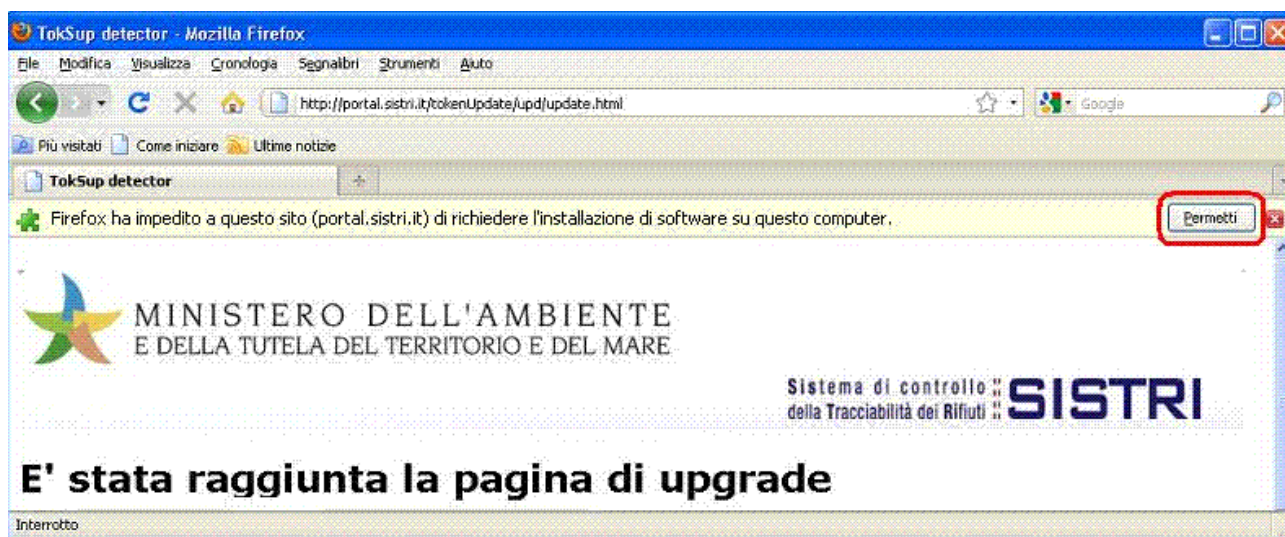 TokSup detector - Mozilla Firefox
File Modifica Visualizza Cronologia Segnalibri Strumenti Aiuto
http://portal.sistri.it/tokenUpdate/upd/update.html Google
Più visitati Come iniziare Ultime notizie
TokSup detector
Firefox ha impedito a questo sito (portal.sistri.it) di richiedere l'installazione di software su questo computer. Permetti
MINISTERO DELL'AMBIENTE
E DELLA TUTELA DEL TERRITORIO E DEL MARE
Sistema di controllo
della Tracciabilità dei Rifiuti
SISTRI
E' stata raggiunta la pagina di upgrade
Interrotto